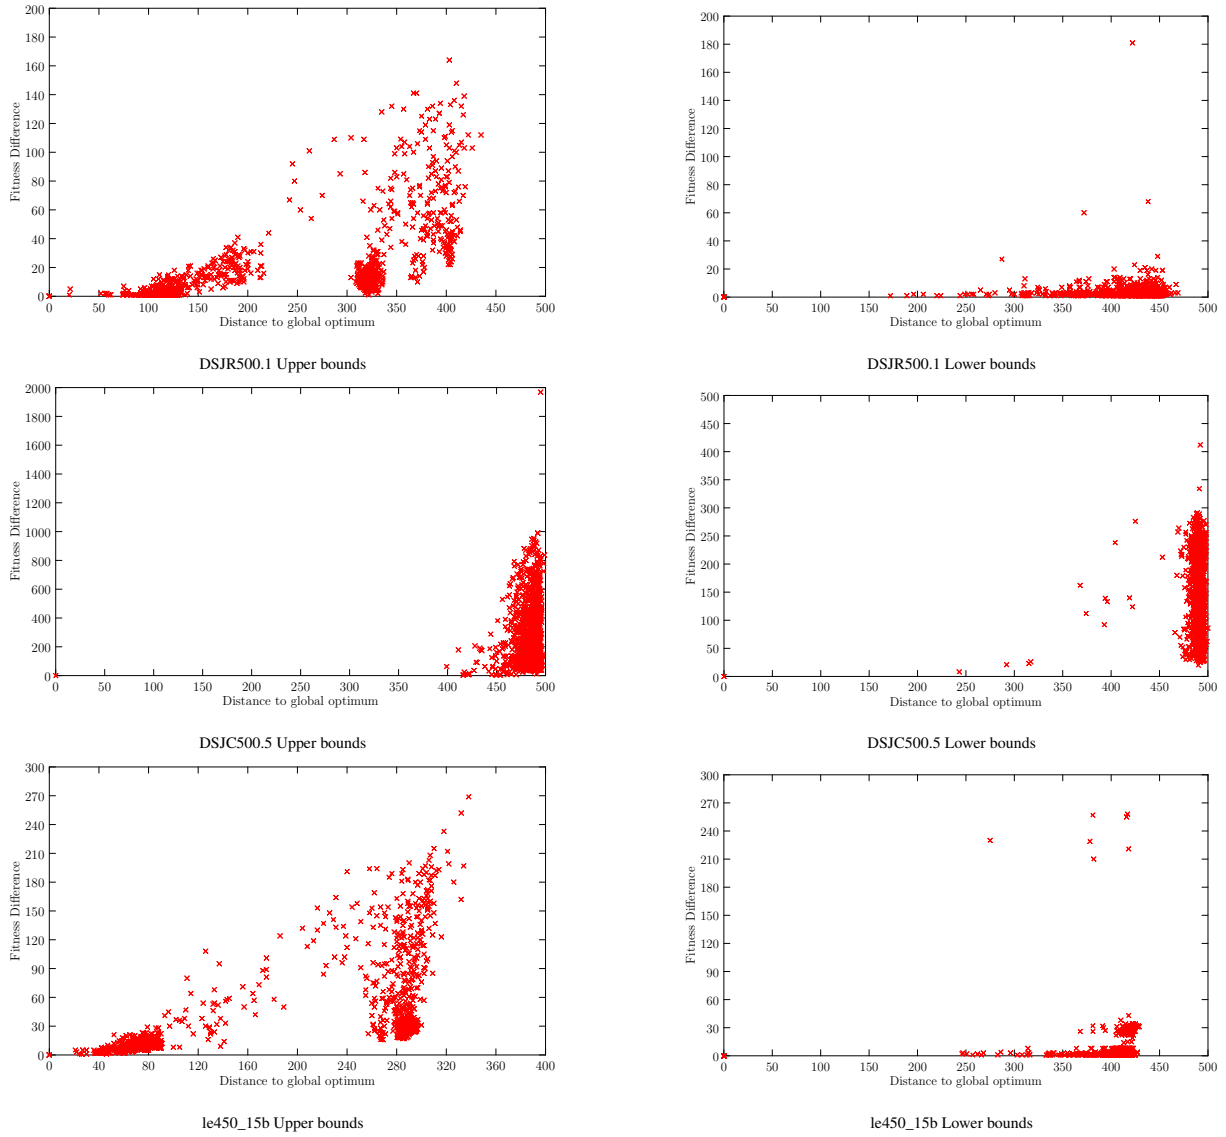 200
180
160
140
120
100
80
60
40
20
0
Fitness Difference
0 50 100 150 200 250 300 350 400 450 500
Distance to global optimum
DSJR500.1 Upper bounds
200
180
160
140
120
100
80
60
40
20
0
Fitness Difference
0 50 100 150 200 250 300 350 400 450 500
Distance to global optimum
DSJR500.1 Lower bounds
2000
1800
1600
1400
1200
1000
800
600
400
200
0
Fitness Difference
0 50 100 150 200 250 300 350 400 450 500
Distance to global optimum
DSJC500.5 Upper bounds
500
450
400
350
300
250
200
150
100
50
0
Fitness Difference
0 50 100 150 200 250 300 350 400 450 500
Distance to global optimum
DSJC500.5 Lower bounds
300
270
240
210
180
150
120
90
60
30
0
Fitness Difference
0 40 80 120 160 200 240 280 320 360 400
Distance to global optimum
le450_15b Upper bounds
300
270
240
210
180
150
120
90
60
30
0
Fitness Difference
0 50 100 150 200 250 300 350 400 450 500
Distance to global optimum
le450_15b Lower bounds